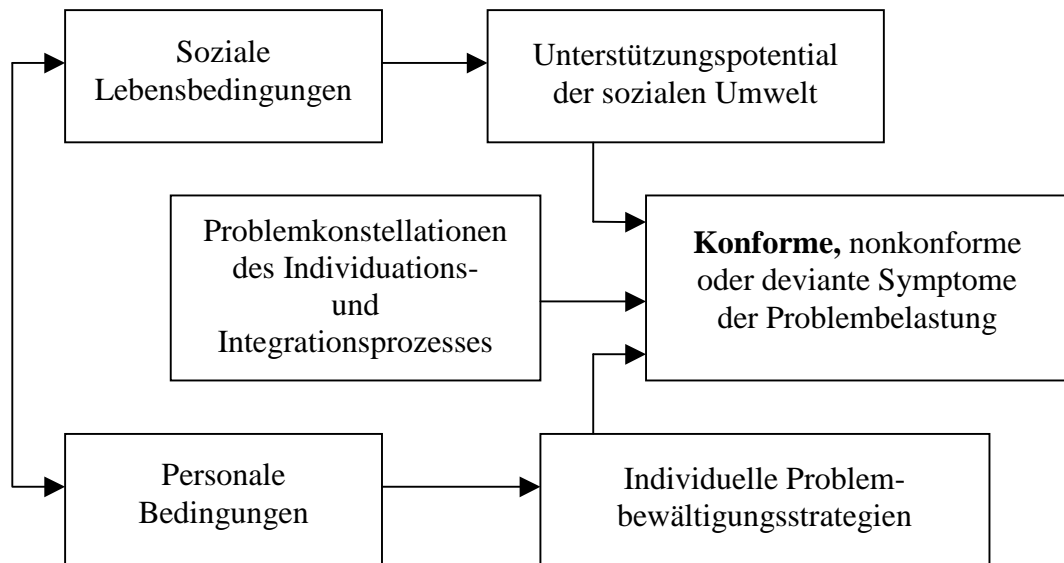 Soziale
Lebensbedingungen
Unterstützungspotential
der sozialen Umwelt
Problemkonstellationen
des Individuations-
und
Integrationsprozesses
Konforme, nonkonforme
oder deviante Symptome
der Problembelastung
Personale
Bedingungen
Individuelle Problem-
bewältigungsstrategien